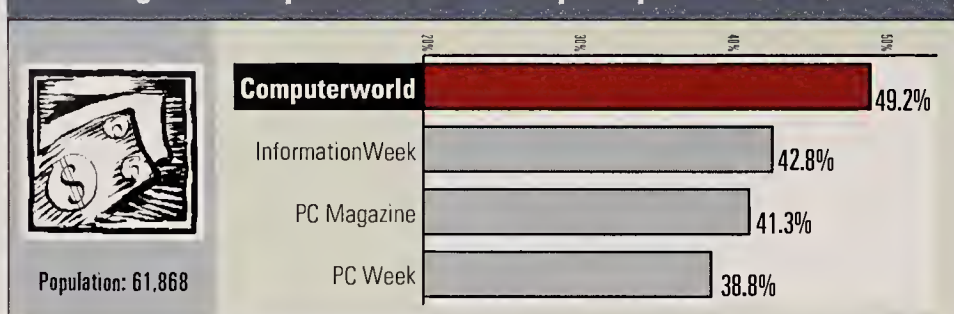 20% 30% 40% 50%
Computerworld 49.2%
InformationWeek 42.8%
PC Magazine 41.3%
PC Week 38.8%
$
Population: 61,868